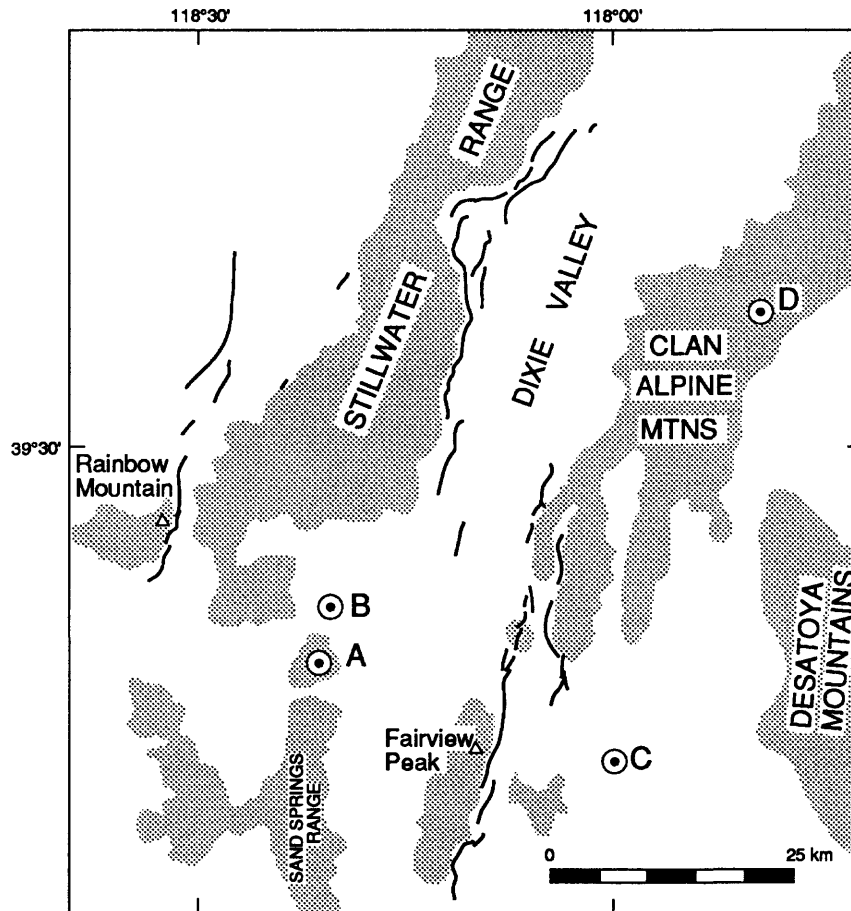 118°30'
118°00'
RANGE
STILLWATER
DIXIE VALLEY
D
CLAN
ALPINE
MTNS
39°30'
Rainbow
Mountain
B
A
DESATOYA
MOUNTAINS
Fairview
Peak
C
SAND SPRINGS
RANGE
0
25 km